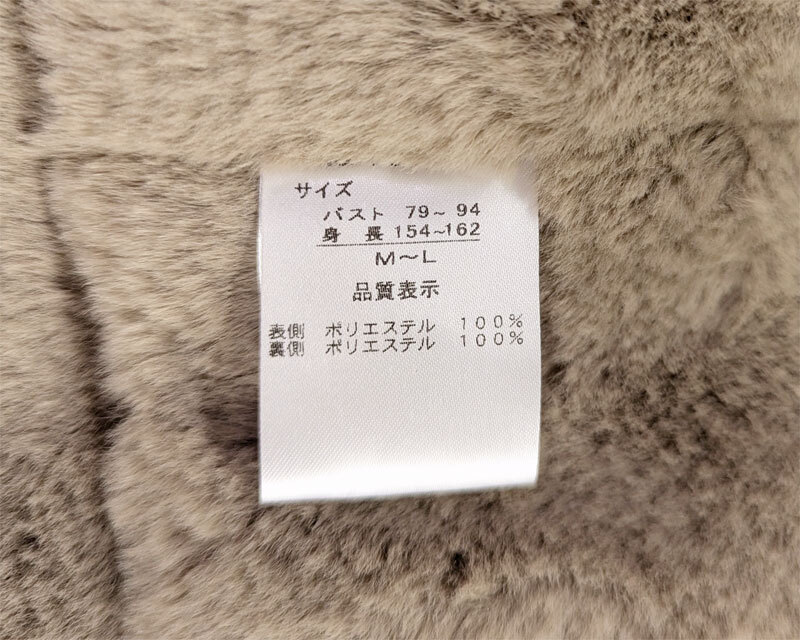 サイズ
バスト 79～94
身長 154～162
M～L
品質表示
表側 ポリエステル 100%
裏側 ポリエステル 100%